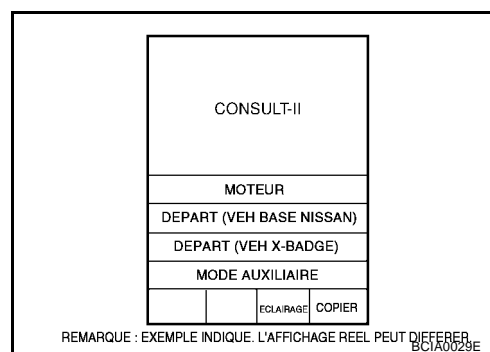 CONSULT-II
MOTEUR
DEPART (VEH BASE NISSAN)
DEPART (VEH X-BADGE)
MODE AUXILIAIRE
ECLAIRAGE COPIER
REMARQUE : EXEMPLE INDIQUE. L'AFFICHAGE REEL PEUT DIFFERER.
BCIA0029E